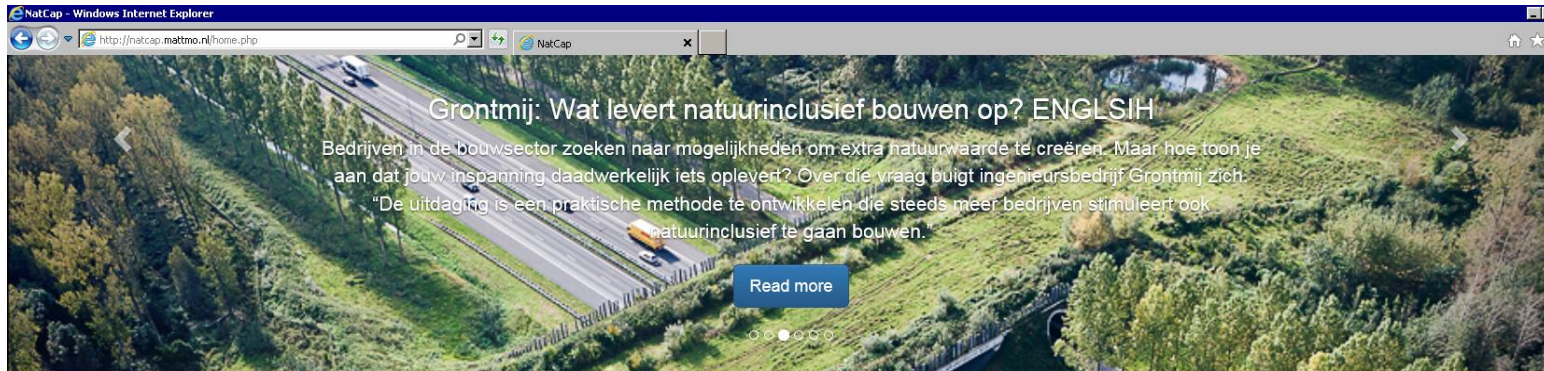 NatCap - Windows Internet Explorer
http://natcap.mattmo.nl/home.php
NatCap
Grontmij: Wat levert natuurinclusief bouwen op? ENGLSIH
Bedrijven in de bouwsector zoeken naar mogelijkheden om extra natuurwaarde te creëren. Maar hoe toon je
aan dat jouw inspanning daadwerkelijk iets oplevert? Over die vraag buigt ingenieursbedrijf Grontmij zich.
“De uitdaging is een praktische methode te ontwikkelen die steeds meer bedrijven stimuleert ook
natuurinclusief te gaan bouwen.”
Read more